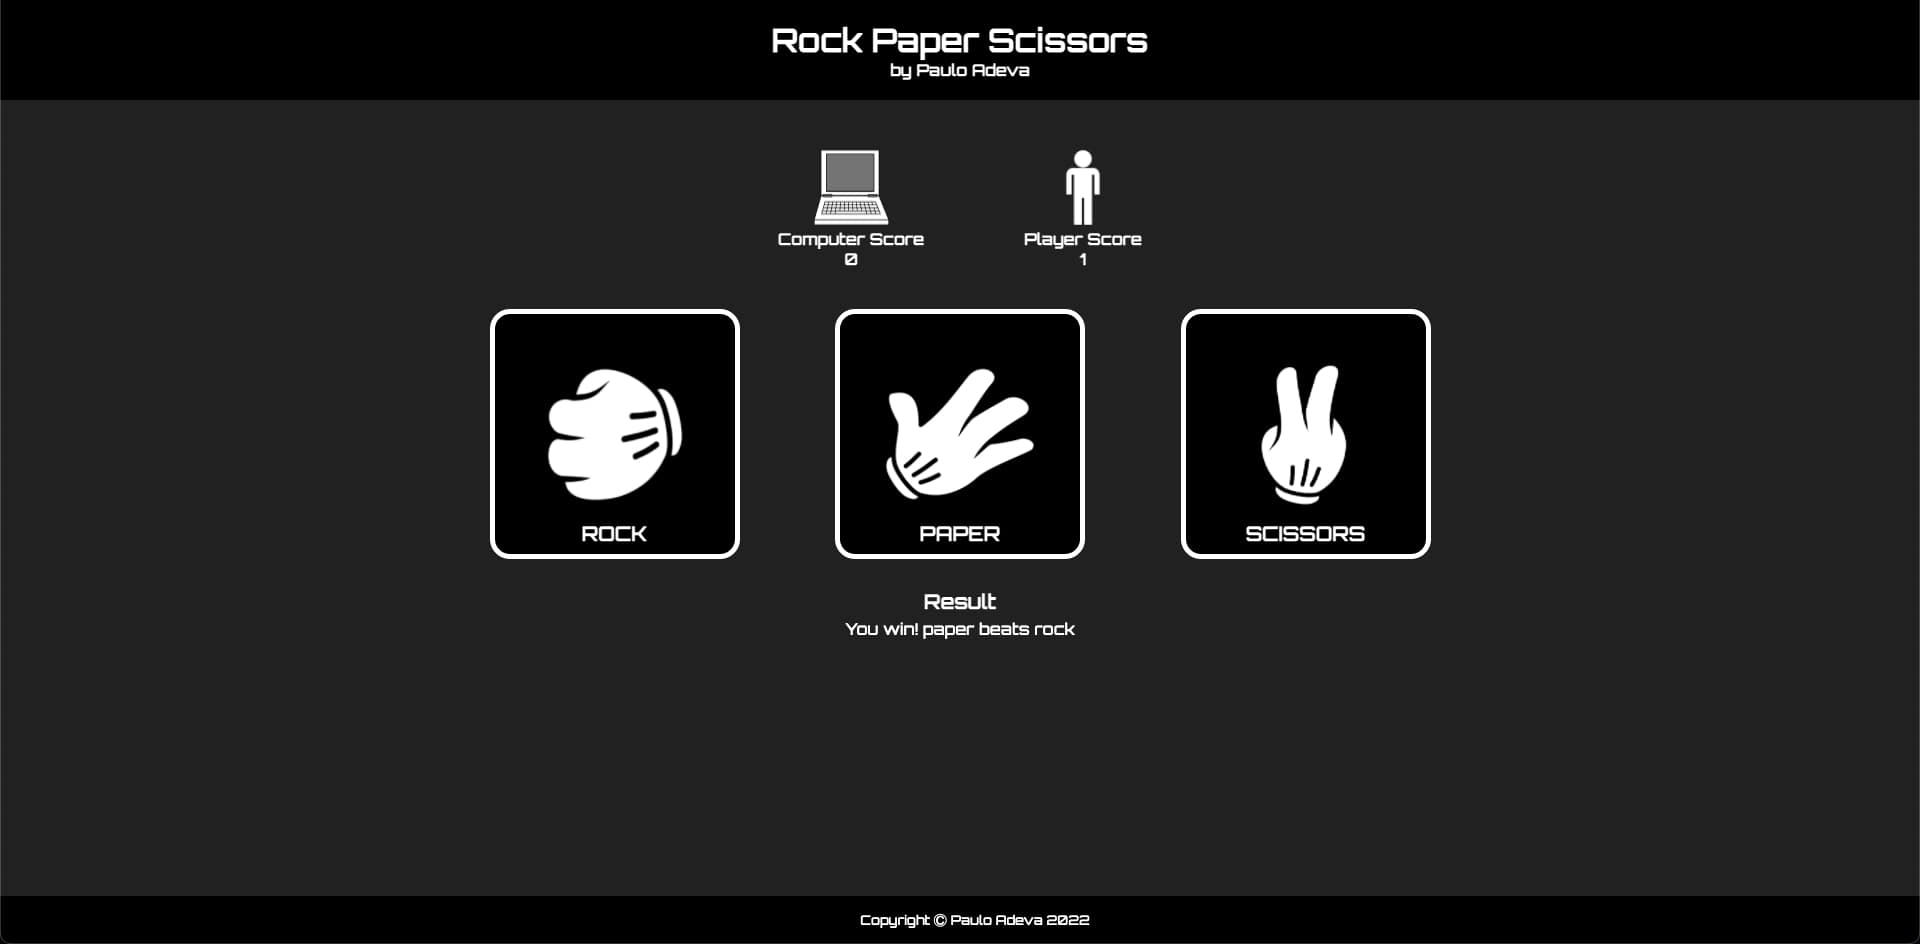 Rock Paper Scissors
by Paulo Adeva
Computer Score
0
Player Score
1
ROCK
PAPER
SCISSORS
Result
You win! paper beats rock
Copyright © Paulo Adeva 2022